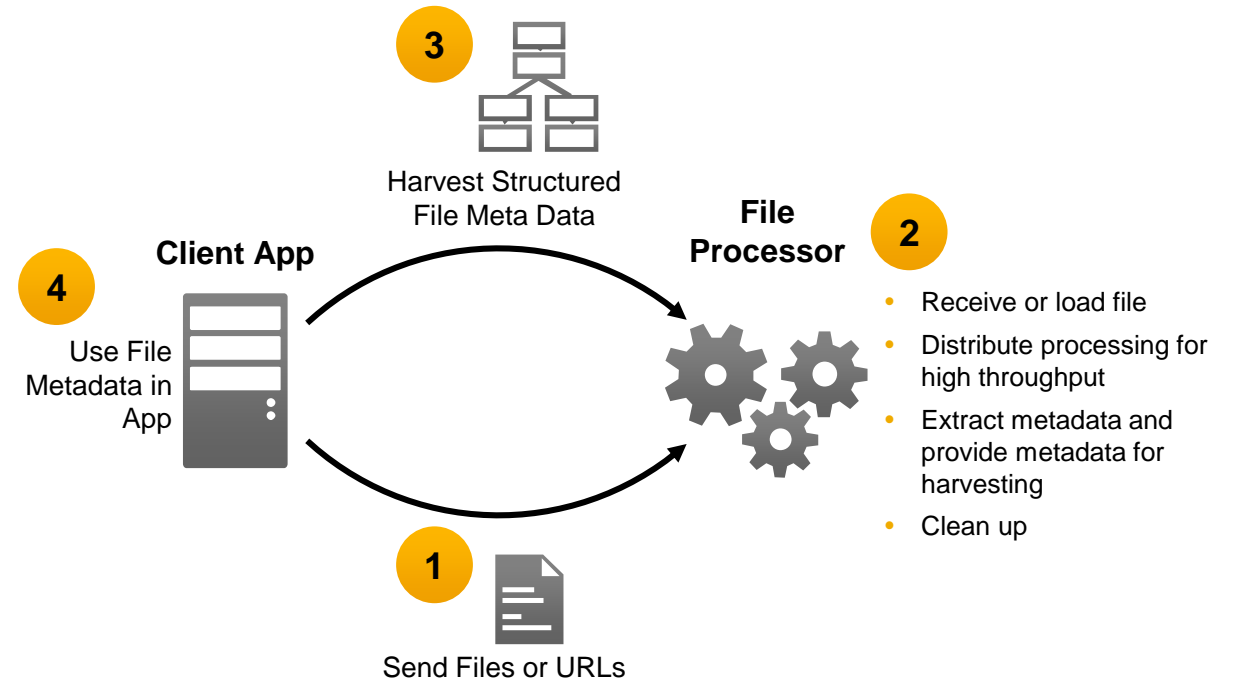 3
Harvest Structured
File Meta Data
Client App
4
Use File
Metadata in
App
File
Processor
2
• Receive or load file
• Distribute processing for
high throughput
• Extract metadata and
provide metadata for
harvesting
• Clean up
1
Send Files or URLs